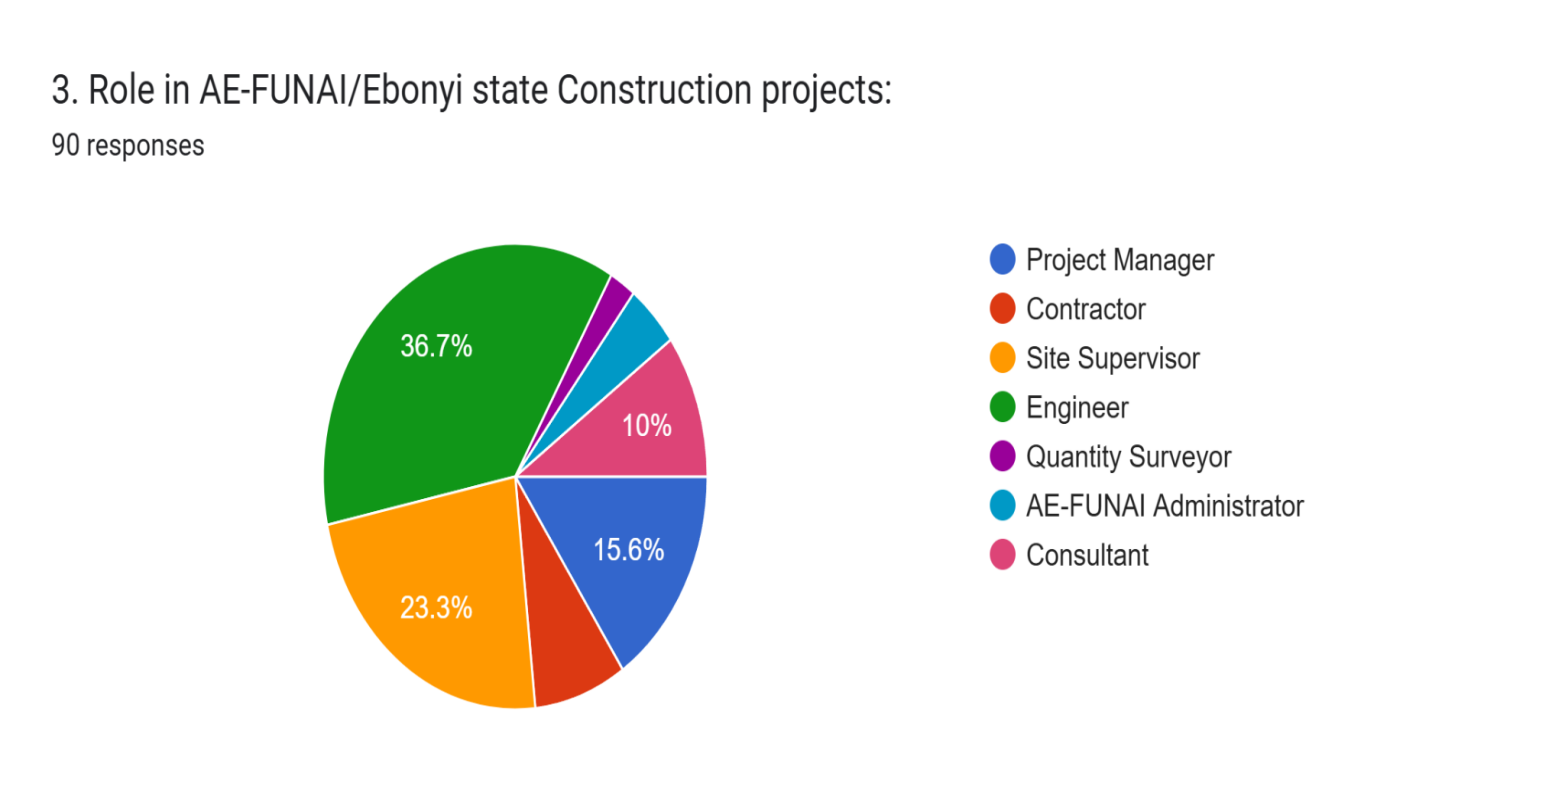 3. Role in AE-FUNAI/Ebonyi state Construction projects:
90 responses
36.7%
10%
15.6%
23.3%
Project Manager
Contractor
Site Supervisor
Engineer
Quantity Surveyor
AE-FUNAI Administrator
Consultant